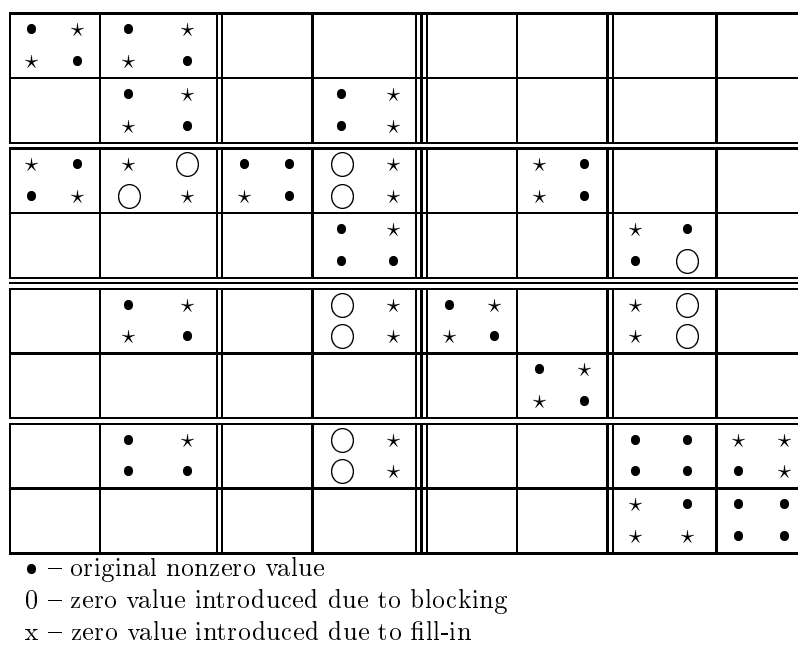 • – original nonzero value
0 – zero value introduced due to blocking
x – zero value introduced due to fill-in